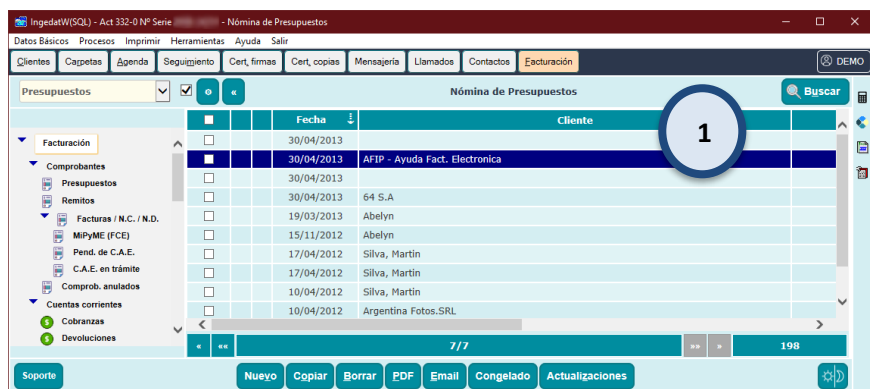 IngedatW(SQL) - Act 332-0 Nº Serie - Nómina de Presupuestos
Datos Básicos Procesos Imprimir Herramientas Ayuda Salir
Clientes Carpetas Agenda Seguimiento Cert, firmas Cert, copias Mensajería Llamados Contactos Facturación DEMO
Presupuestos Nómina de Presupuestos Buscar
Fecha Cliente
1
Facturación
Comprobantes
Presupuestos
Remitos
Facturas / N.C. / N.D.
MiPyME (FCE)
Pend. de C.A.E.
C.A.E. en trámite
Comprob. anulados
Cuentas corrientes
Cobranzas
Devoluciones
30/04/2013
30/04/2013 AFIP - Ayuda Fact. Electronica
30/04/2013
30/04/2013 64 S.A
19/03/2013 Abelyn
15/11/2012 Abelyn
17/04/2012 Silva, Martin
17/04/2012 Silva, Martin
10/04/2012 Silva, Martin
10/04/2012 Argentina Fotos.SRL
« «« 7/7 »» » 198
Soporte Nuevo Copiar Borrar PDF Email Congelado Actualizaciones